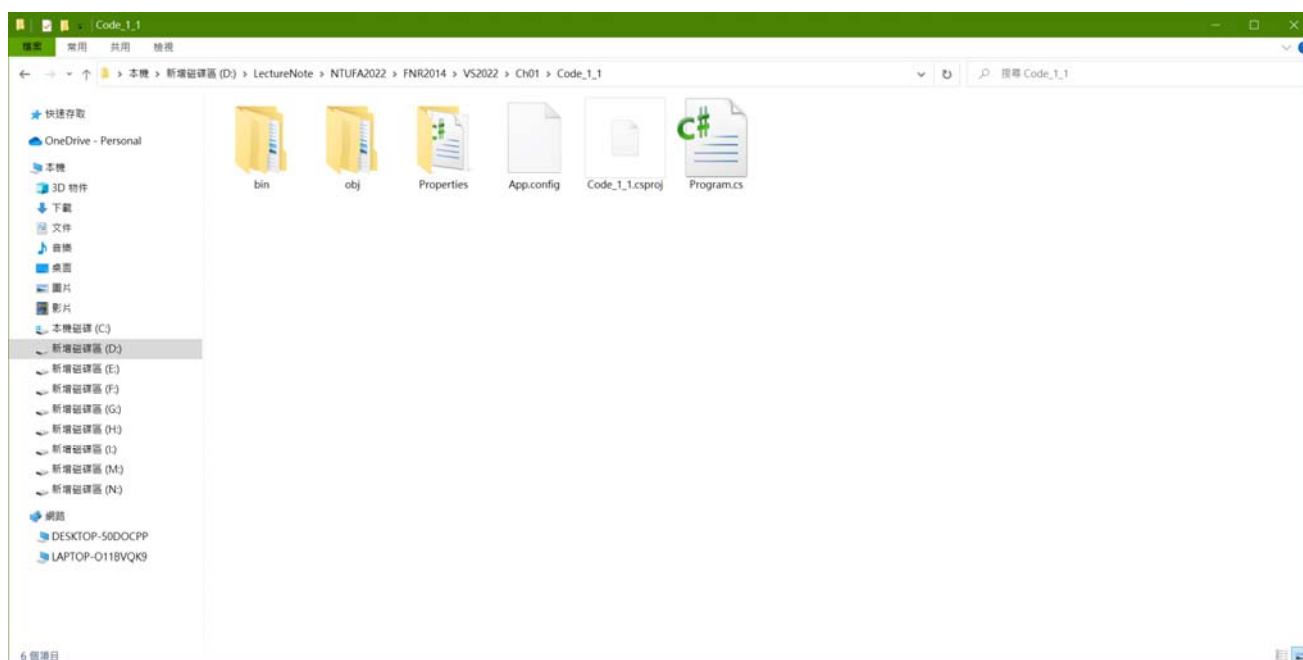 Code_1_1
檔案 常用 共用 檢視
本機 › 新增磁碟區 (D:) › LectureNote › NTUFA2022 › FNR2014 › VS2022 › Ch01 › Code_1_1
搜尋 Code_1_1
快速存取
OneDrive - Personal
本機
3D 物件
下載
文件
音樂
桌面
圖片
影片
本機磁碟 (C:)
新增磁碟區 (D:)
新增磁碟區 (E:)
新增磁碟區 (F:)
新增磁碟區 (G:)
新增磁碟區 (H:)
新增磁碟區 (I:)
新增磁碟區 (M:)
新增磁碟區 (N:)
網路
DESKTOP-50DOCPP
LAPTOP-O11BVQK9
C#
C#
bin obj Properties App.config Code_1_1.csproj Program.cs
6 個項目